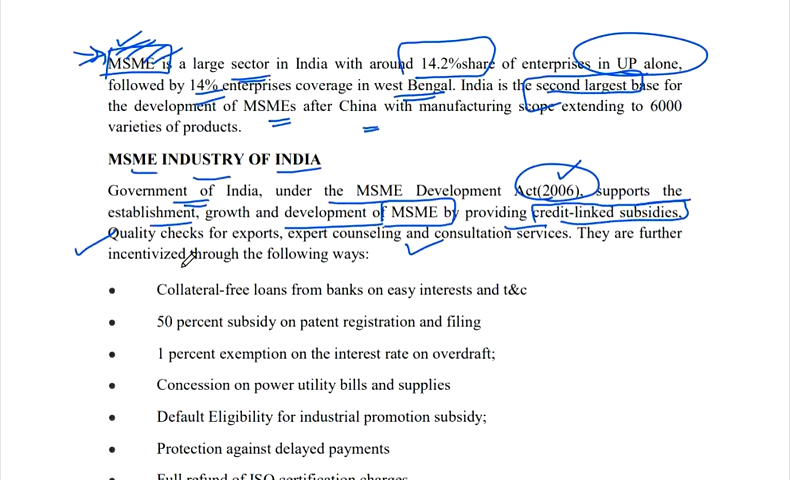 MSME is a large sector in India with around 14.2%share of enterprises in UP alone,
followed by 14% enterprises coverage in west Bengal. India is the second largest base for
the development of MSMEs after China with manufacturing scope extending to 6000
varieties of products.
MSME INDUSTRY OF INDIA
Government of India, under the MSME Development Act(2006), supports the
establishment, growth and development of MSME by providing credit-linked subsidies,
Quality checks for exports, expert counseling and consultation services. They are further
incentivized through the following ways:
• Collateral-free loans from banks on easy interests and t&c
• 50 percent subsidy on patent registration and filing
• 1 percent exemption on the interest rate on overdraft;
• Concession on power utility bills and supplies
• Default Eligibility for industrial promotion subsidy;
• Protection against delayed payments
• Full refund of ISO certification charges